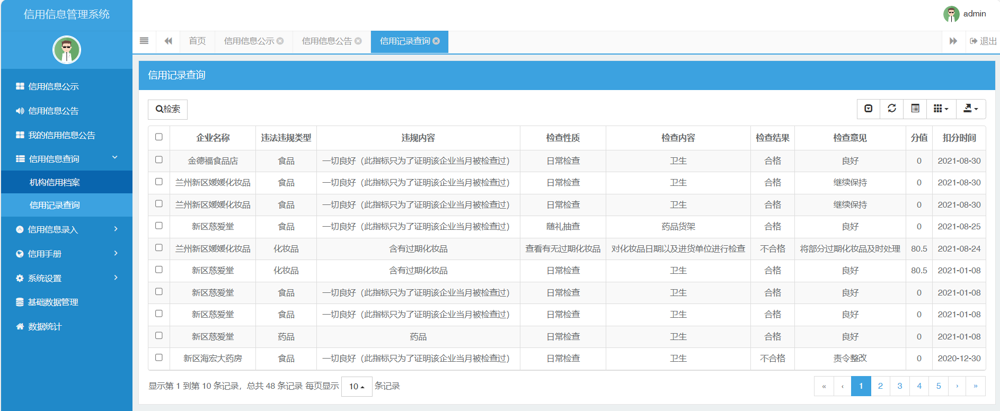 信用信息管理系统
admin
首页 信用信息公示 信用信息公告 信用记录查询 退出
信用信息公示
信用信息公告
我的信用信息公告
信用信息查询
机构信用档案
信用记录查询
信用信息录入
信用手册
系统设置
基础数据管理
数据统计
信用记录查询
检索
企业名称 违法违规类型 违规内容 检查性质 检查内容 检查结果 检查意见 分值 扣分时间
金德福食品店 食品 一切良好（此指标只为了证明该企业当月被检查过） 日常检查 卫生 合格 良好 0 2021-08-30
兰州新区媛媛化妆品 食品 一切良好（此指标只为了证明该企业当月被检查过） 日常检查 卫生 合格 继续保持 0 2021-08-30
兰州新区媛媛化妆品 食品 一切良好（此指标只为了证明该企业当月被检查过） 日常检查 卫生 合格 继续保持 0 2021-08-30
新区慈爱堂 食品 一切良好（此指标只为了证明该企业当月被检查过） 随礼抽查 药品货架 合格 良好 0 2021-08-25
兰州新区媛媛化妆品 化妆品 含有过期化妆品 查看有无过期化妆品 对化妆品日期以及进货单位进行检查 不合格 将部分过期化妆品及时处理 80.5 2021-08-24
新区慈爱堂 化妆品 含有过期化妆品 日常检查 卫生 合格 良好 80.5 2021-01-08
新区慈爱堂 食品 一切良好（此指标只为了证明该企业当月被检查过） 日常检查 卫生 合格 良好 0 2021-01-08
新区慈爱堂 食品 一切良好（此指标只为了证明该企业当月被检查过） 日常检查 卫生 合格 良好 0 2021-01-08
新区慈爱堂 药品 药品 日常检查 卫生 合格 良好 0 2021-01-08
新区海宏大药房 食品 一切良好（此指标只为了证明该企业当月被检查过） 日常检查 卫生 不合格 责令整改 0 2020-12-30
显示第 1 到第 10 条记录，总共 48 条记录 每页显示 10 条记录
« ‹ 1 2 3 4 5 › »